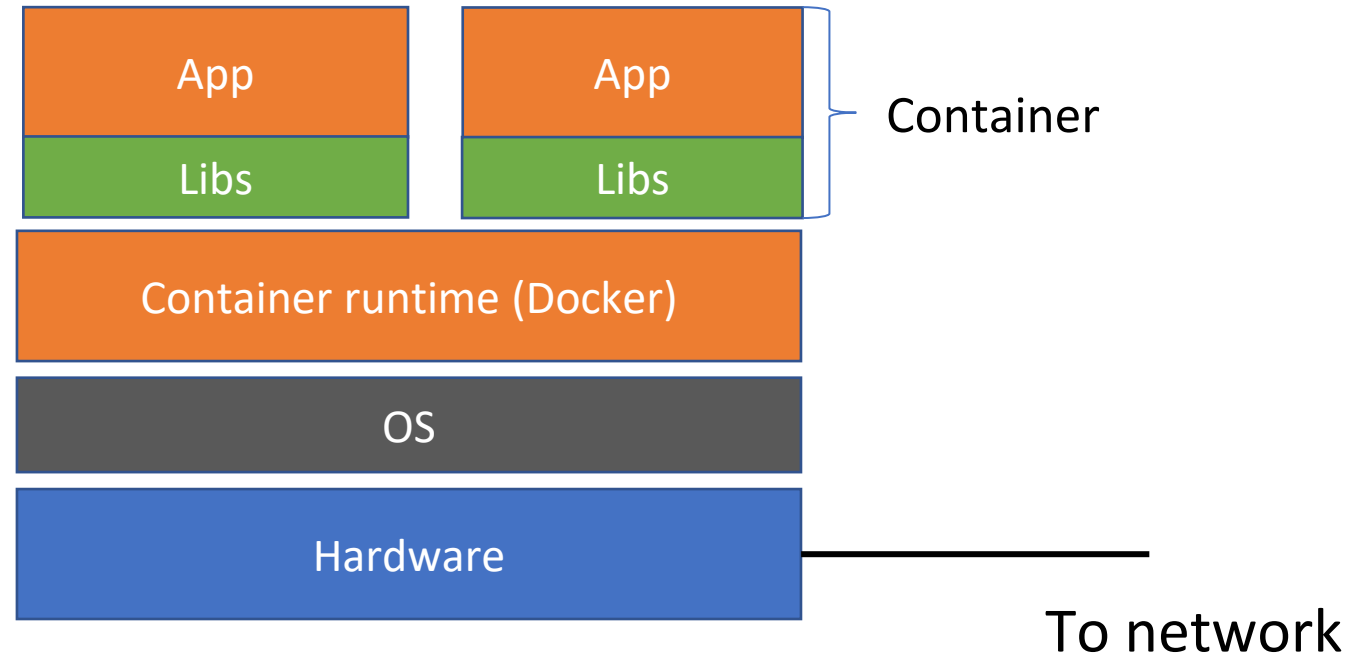 App
App
Container
Libs
Libs
Container runtime (Docker)
OS
Hardware
To network